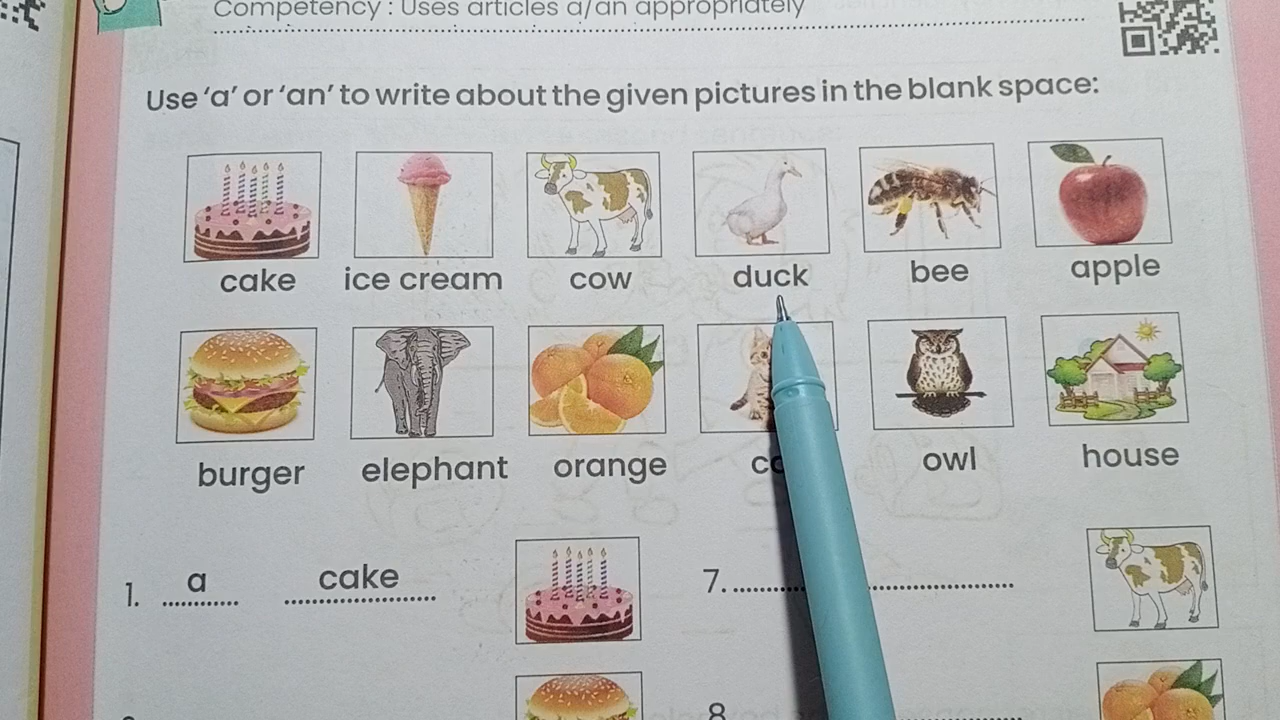 Competency : Uses articles a/an appropriately
Use 'a' or 'an' to write about the given pictures in the blank space:
cake ice cream cow duck bee apple
burger elephant orange owl house
1. a cake 7.
8